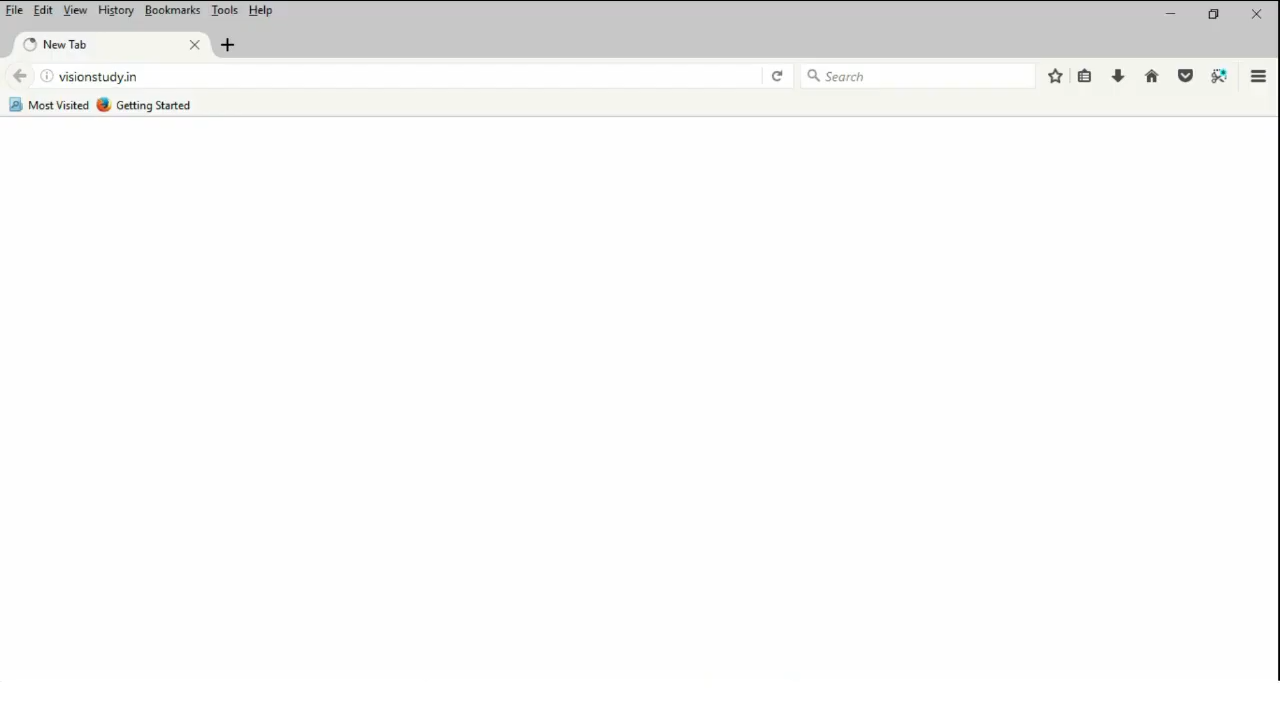 File Edit View History Bookmarks Tools Help
New Tab
visionstudy.in Search
Most Visited Getting Started